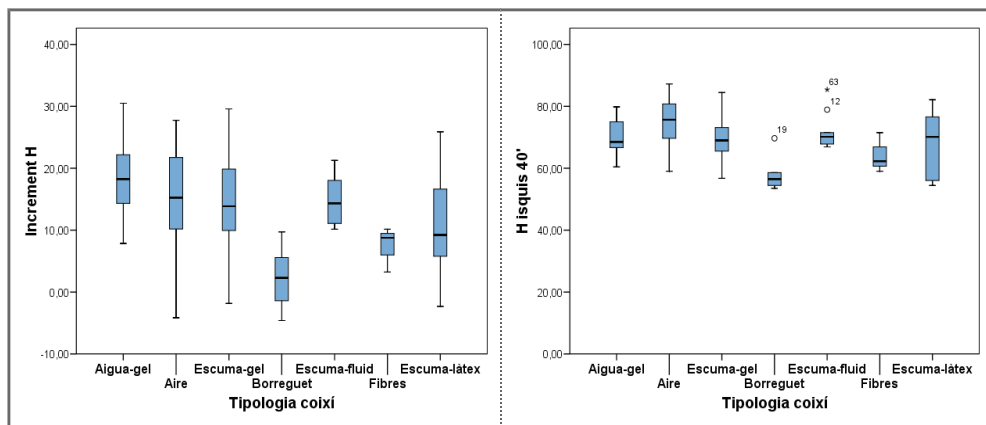 Increment H
40,00
30,00
20,00
10,00
0,00
-10,00
Aigua-gel
Aire
Escuma-gel
Borreguet
Escuma-fluid
Fibres
Escuma-làtex
Tipologia coixí
H isquis 40'
100,00
80,00
60,00
40,00
20,00
0,00
19
63
12
Aigua-gel
Aire
Escuma-gel
Borreguet
Escuma-fluid
Fibres
Escuma-làtex
Tipologia coixí